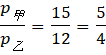 p甲/p乙 = 15/12 = 5/4